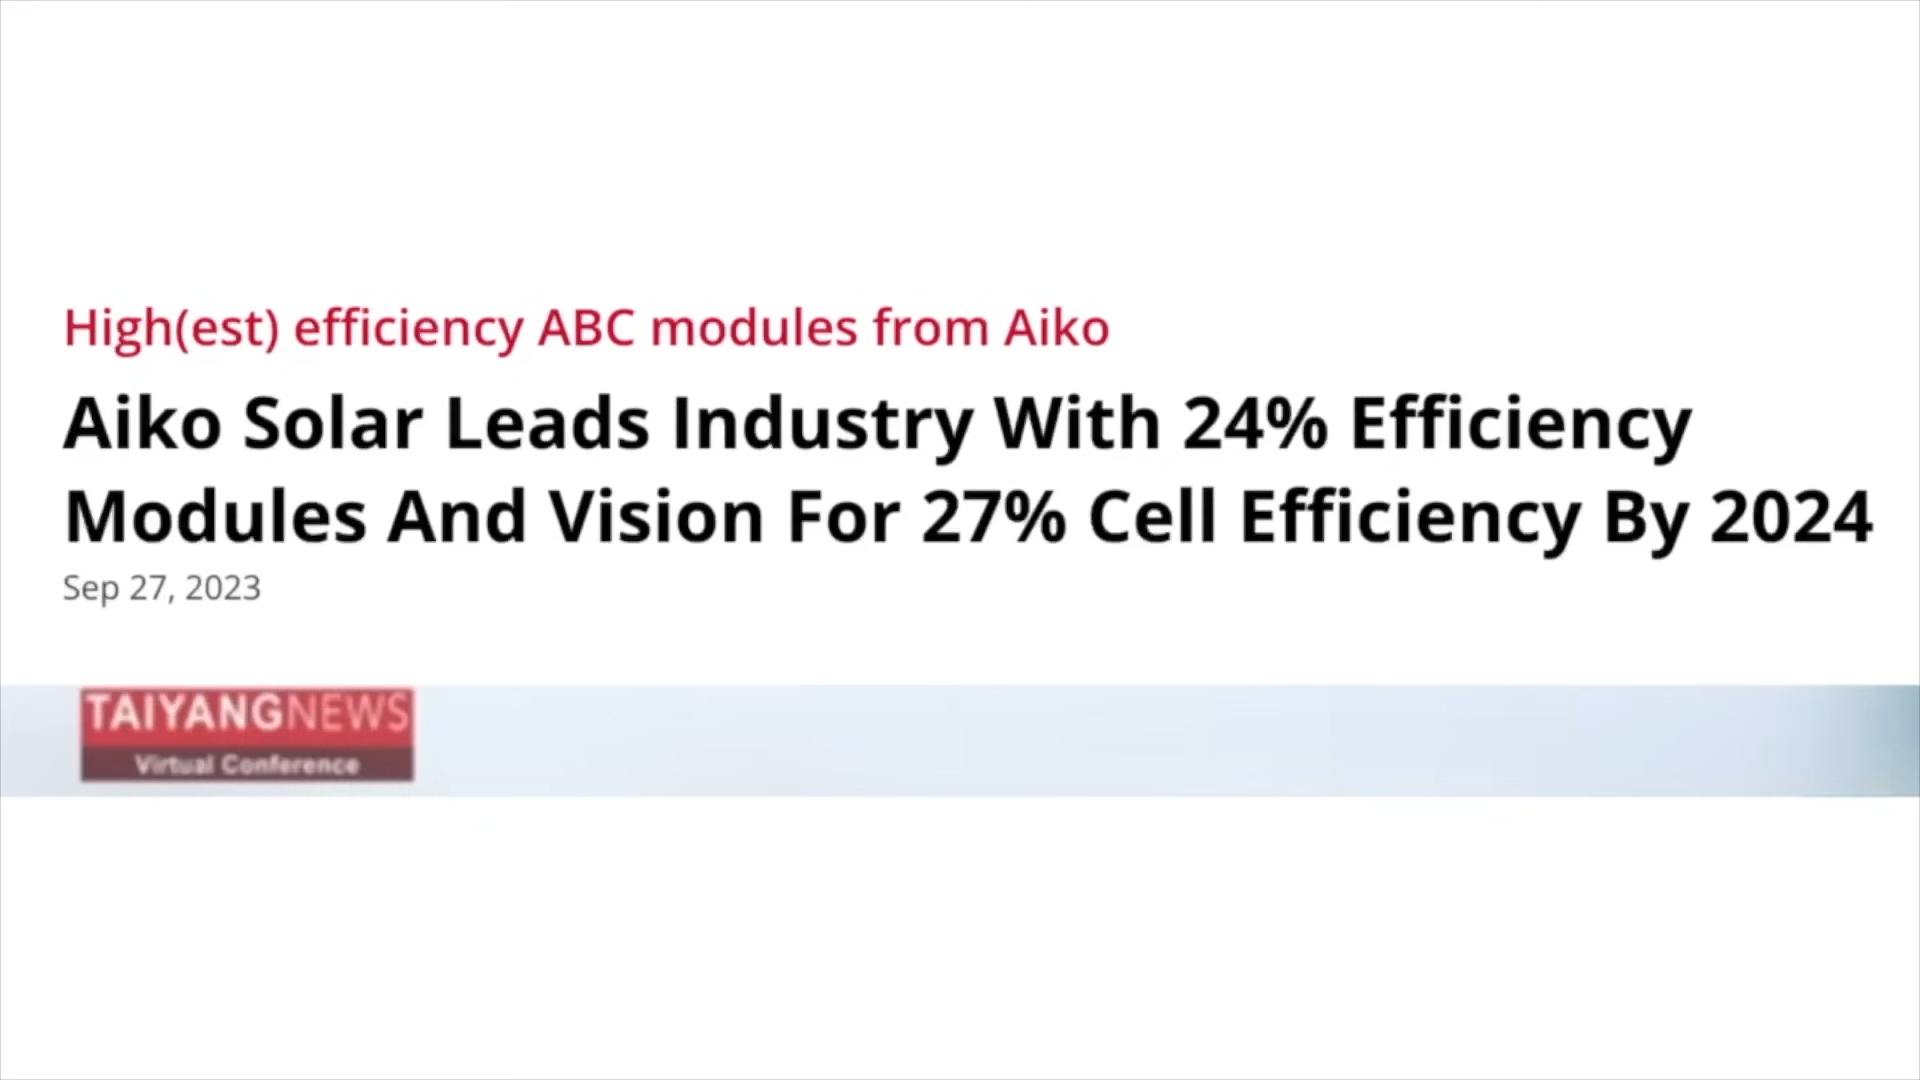 High(est) efficiency ABC modules from Aiko
Aiko Solar Leads Industry With 24% Efficiency
Modules And Vision For 27% Cell Efficiency By 2024
Sep 27, 2023
TAIYANGNEWS
Virtual Conference